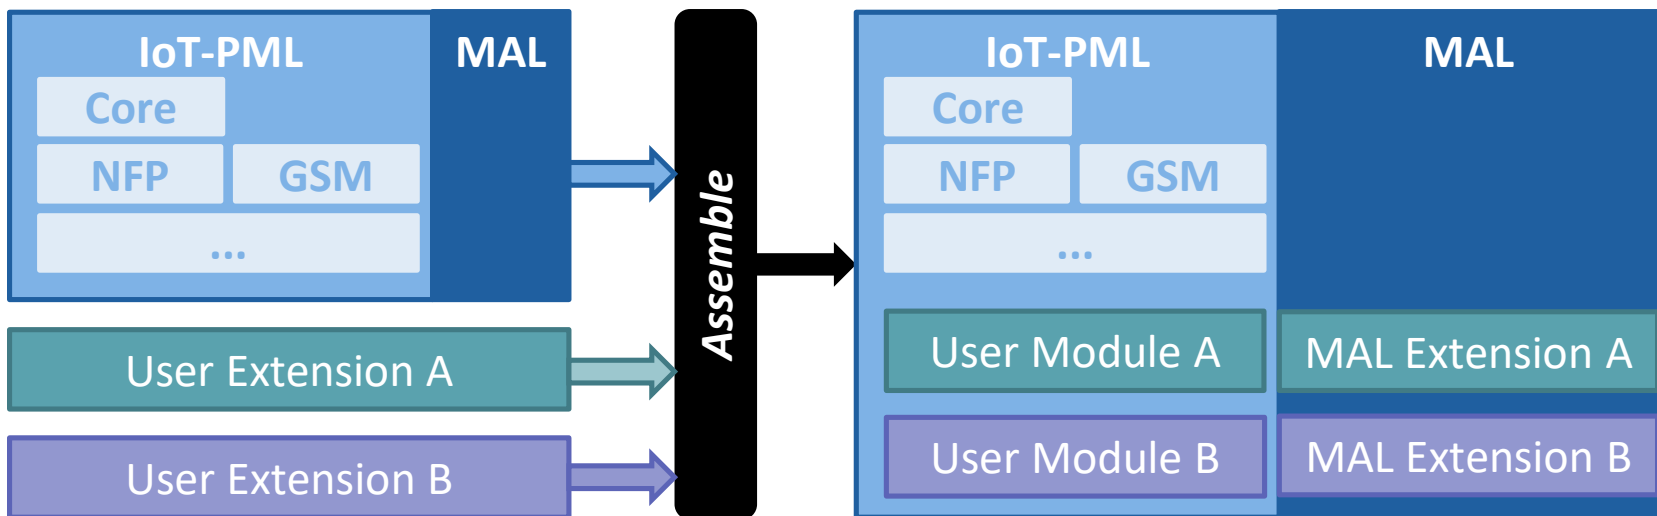 IoT-PML
MAL
Core
NFP
GSM
...
User Extension A
User Extension B
Assemble
IoT-PML
MAL
Core
NFP
GSM
...
User Module A
MAL Extension A
User Module B
MAL Extension B